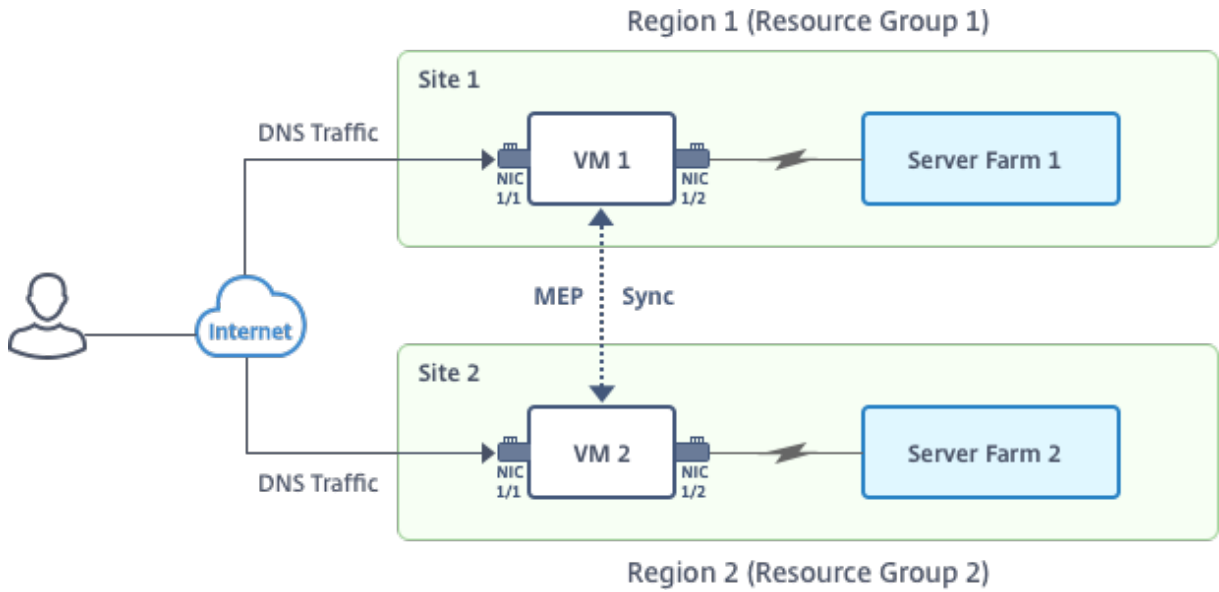 Region 1 (Resource Group 1)
Site 1
DNS Traffic
VM 1
NIC
1/1
NIC
1/2
Server Farm 1
MEP
Sync
Internet
Site 2
DNS Traffic
VM 2
NIC
1/1
NIC
1/2
Server Farm 2
Region 2 (Resource Group 2)